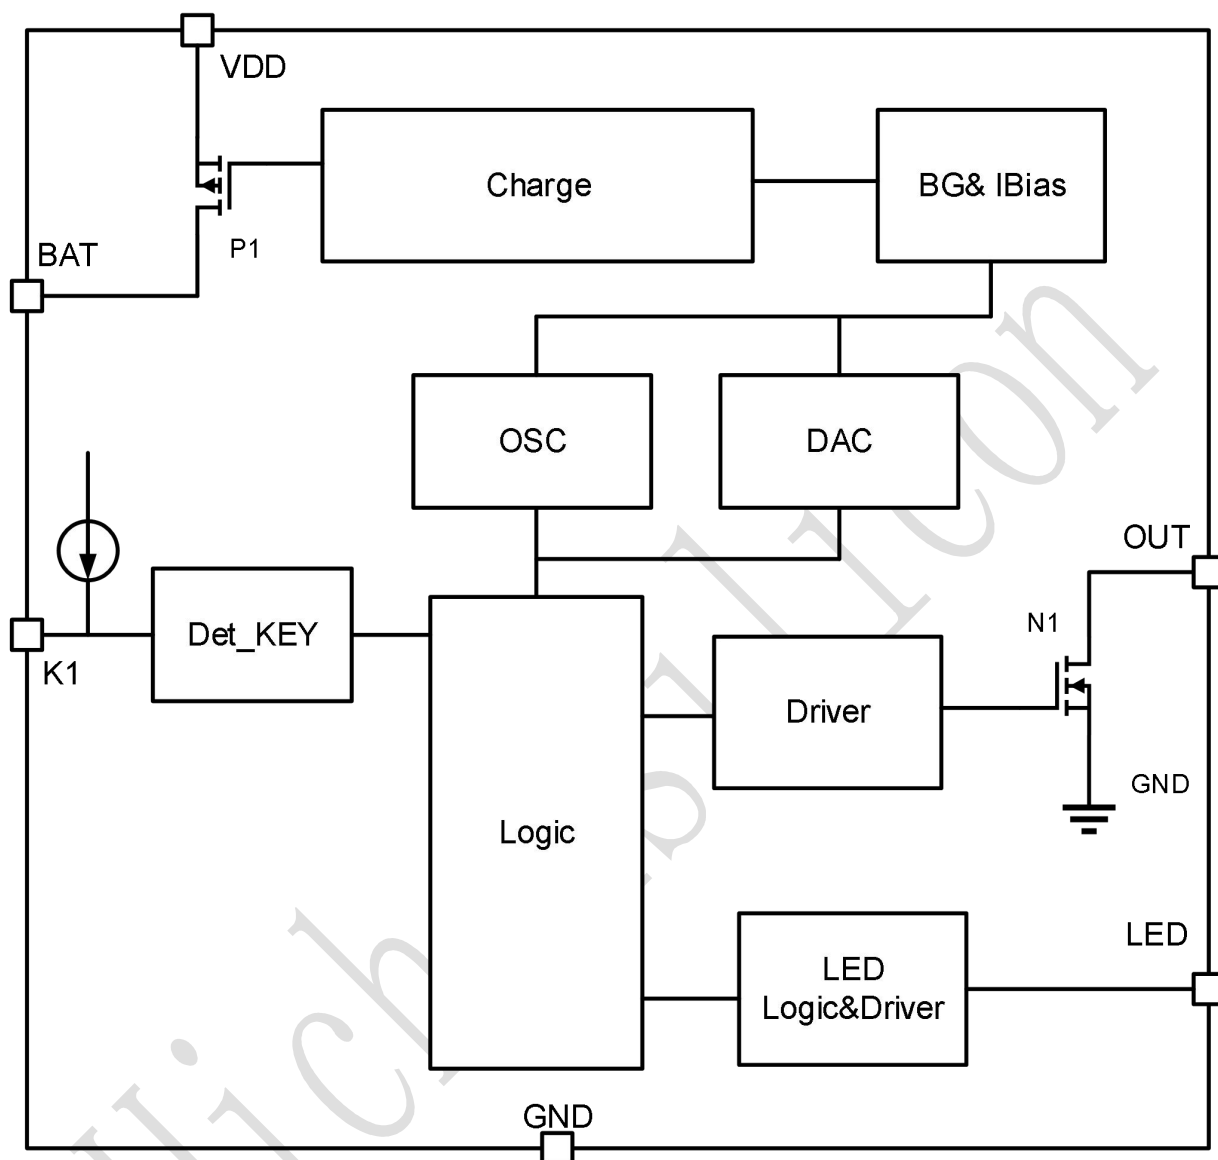 VDD
Charge
BG& IBias
P1
BAT
OSC
DAC
OUT
Det_KEY
N1
K1
Driver
GND
Logic
LED
LED
Logic&Driver
GND